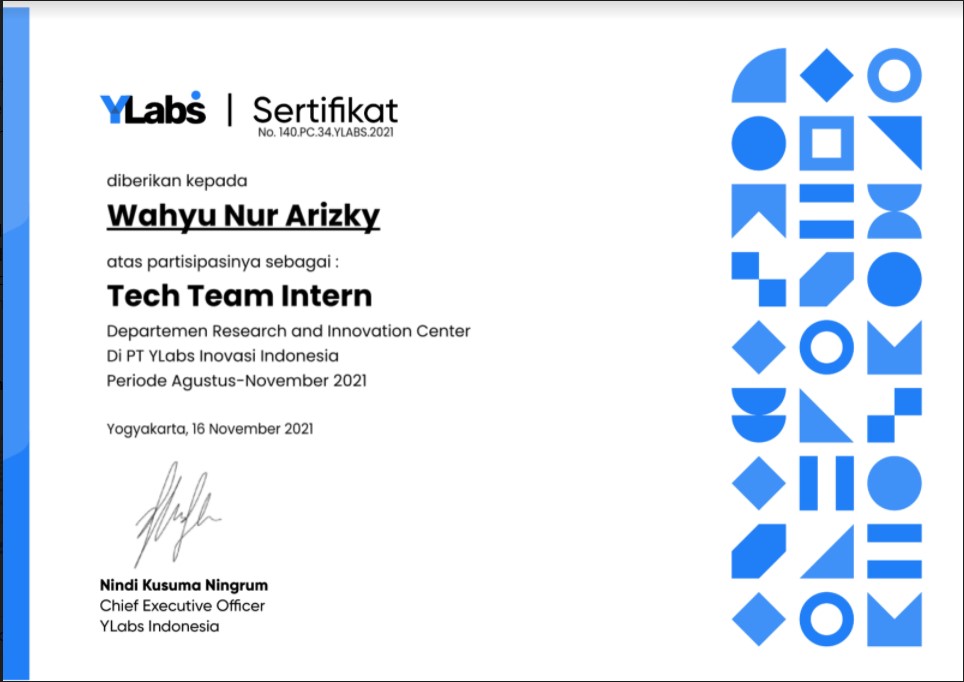 YLabs | Sertifikat
No. 140.PC.34.YLABS.2021
diberikan kepada
Wahyu Nur Arizky
atas partisipasinya sebagai :
Tech Team Intern
Departemen Research and Innovation Center
Di PT YLabs Inovasi Indonesia
Periode Agustus-November 2021
Yogyakarta, 16 November 2021
Nindi Kusuma Ningrum
Chief Executive Officer
YLabs Indonesia